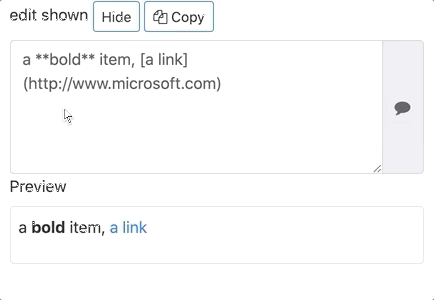 edit shown Hide Copy
a **bold** item, [a link]
(http://www.microsoft.com)
Preview
a bold item, a link